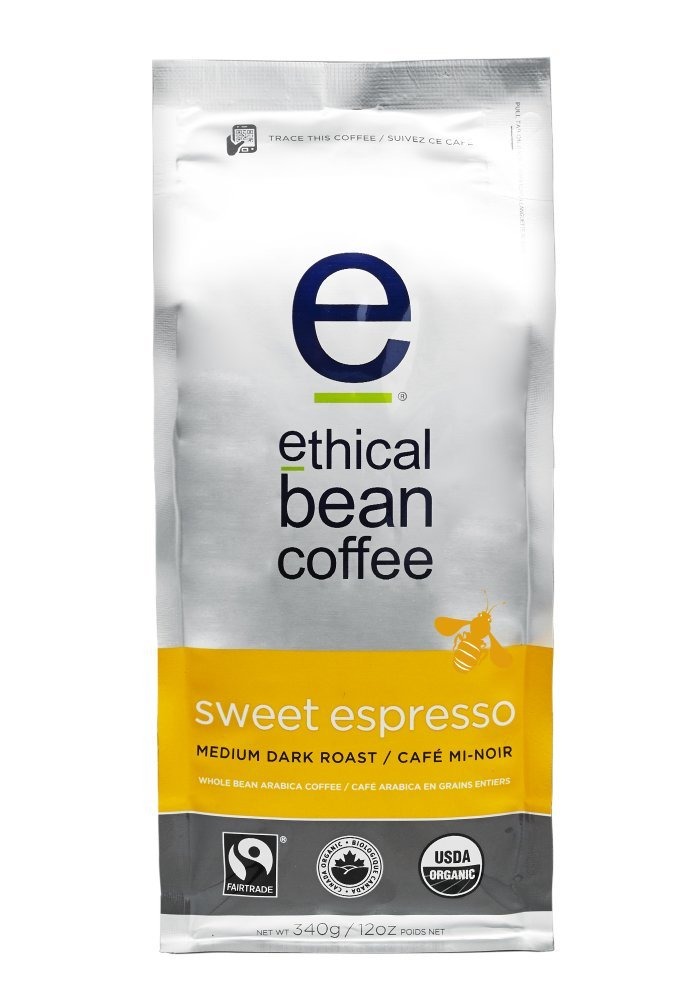 TRACE THIS COFFEE / SUIVEZ CE CAFÉ
e
®
ethical
bean
coffee
sweet espresso
MEDIUM DARK ROAST / CAFÉ MI-NOIR
WHOLE BEAN ARABICA COFFEE / CAFÉ ARABICA EN GRAINS ENTIERS
®
FAIRTRADE
CANADA ORGANIC • BIOLOGIQUE CANADA •
USDA
ORGANIC
NET WT 340g / 12oz POIDS NET